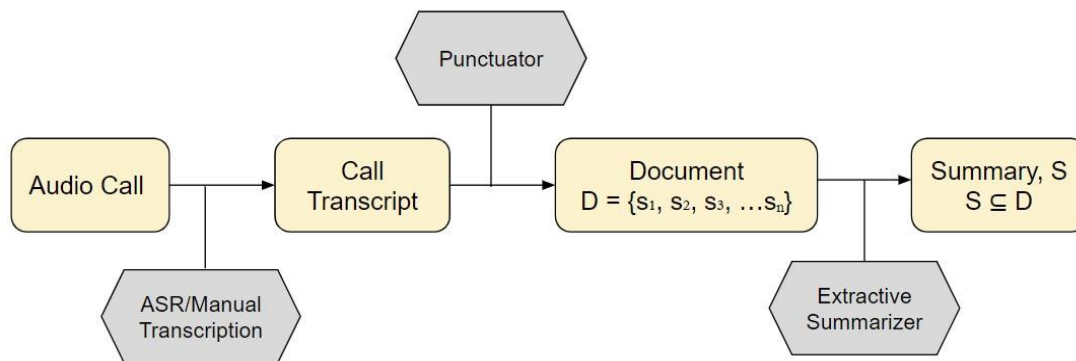 Punctuator
Audio Call
Call
Transcript
Document
D = {s₁, s₂, s₃, …sₙ}
Summary, S
S ⊆ D
ASR/Manual
Transcription
Extractive
Summarizer